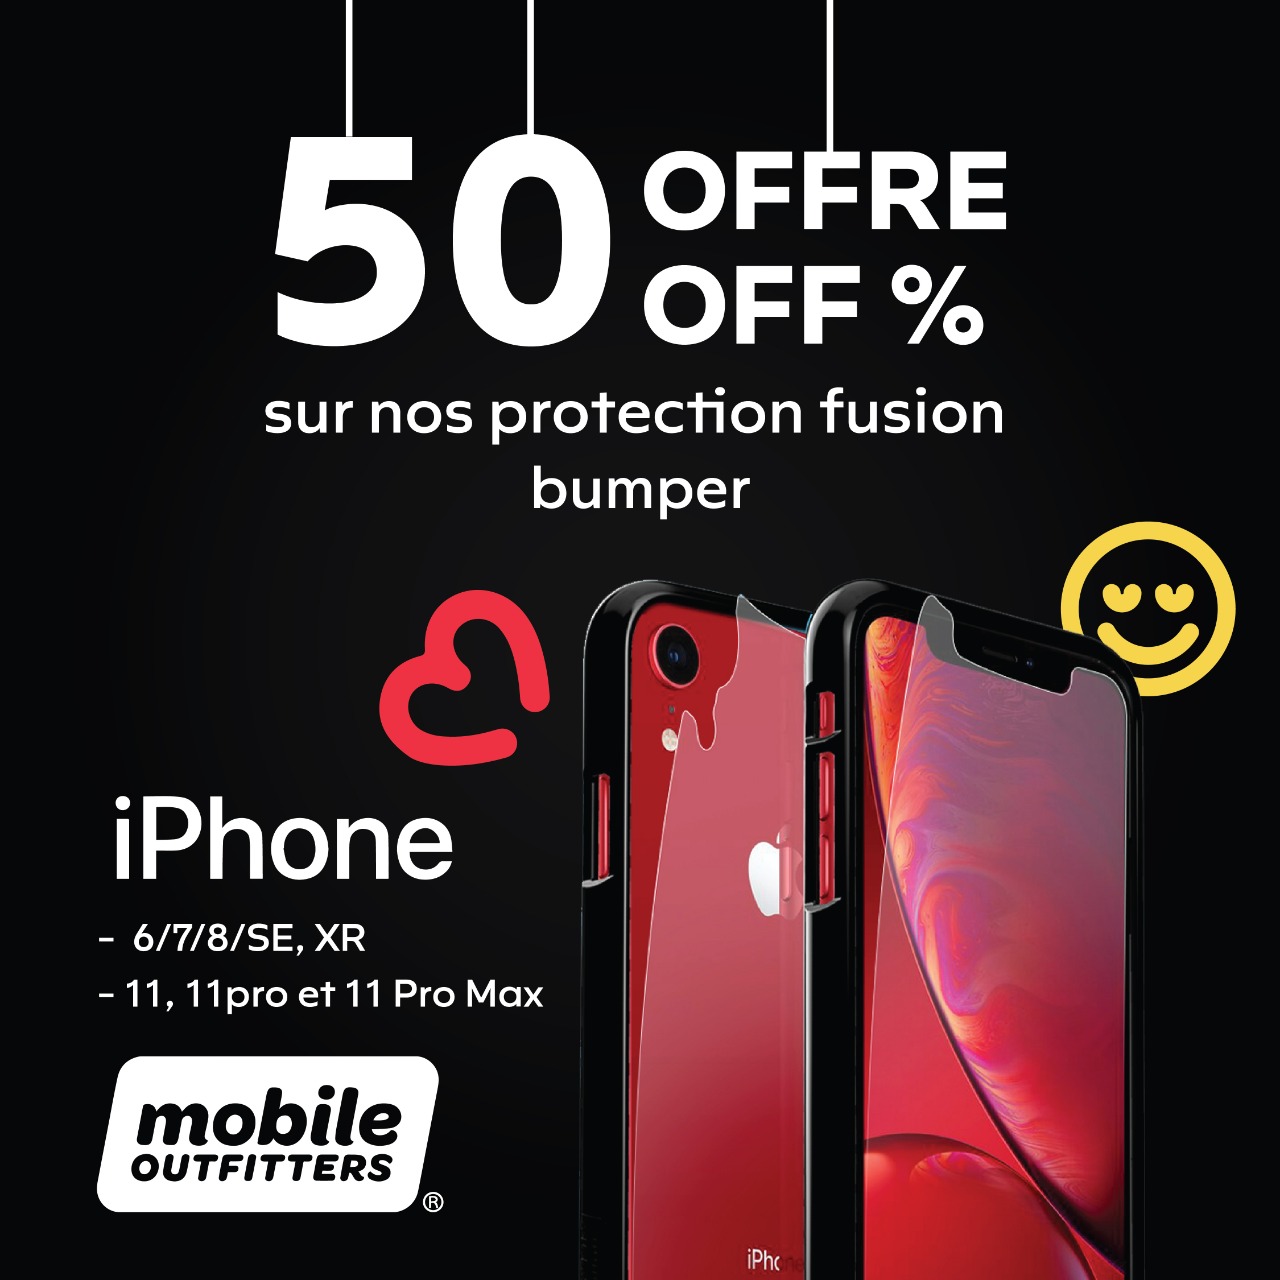 50 OFFRE
OFF %
sur nos protection fusion
bumper
iPhone
- 6/7/8/SE, XR
- 11, 11pro et 11 Pro Max
mobile
OUTFITTERS
®
iPhone